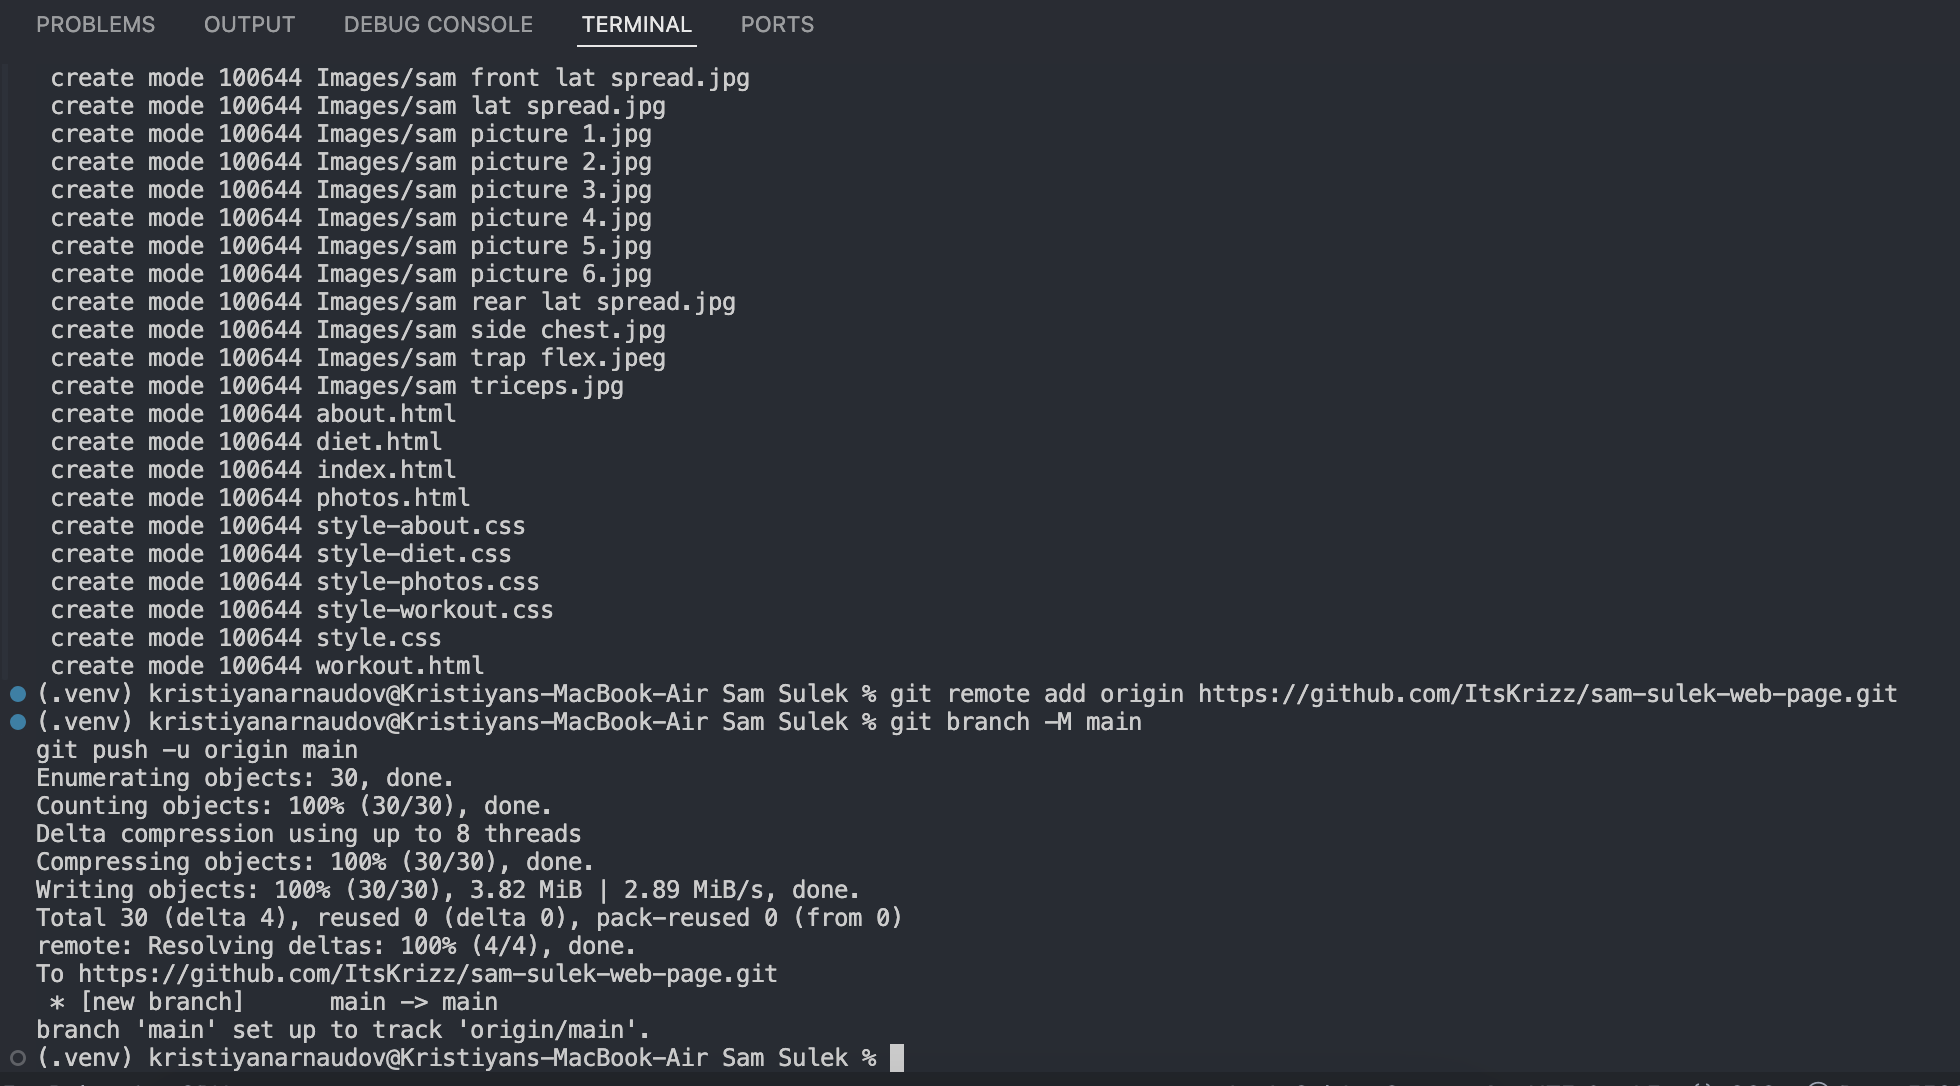 PROBLEMS OUTPUT DEBUG CONSOLE TERMINAL PORTS
create mode 100644 Images/sam front lat spread.jpg
create mode 100644 Images/sam lat spread.jpg
create mode 100644 Images/sam picture 1.jpg
create mode 100644 Images/sam picture 2.jpg
create mode 100644 Images/sam picture 3.jpg
create mode 100644 Images/sam picture 4.jpg
create mode 100644 Images/sam picture 5.jpg
create mode 100644 Images/sam picture 6.jpg
create mode 100644 Images/sam rear lat spread.jpg
create mode 100644 Images/sam side chest.jpg
create mode 100644 Images/sam trap flex.jpeg
create mode 100644 Images/sam triceps.jpg
create mode 100644 about.html
create mode 100644 diet.html
create mode 100644 index.html
create mode 100644 photos.html
create mode 100644 style-about.css
create mode 100644 style-diet.css
create mode 100644 style-photos.css
create mode 100644 style-workout.css
create mode 100644 style.css
create mode 100644 workout.html
(.venv) kristiyanarnaudov@Kristiyans-MacBook-Air Sam Sulek % git remote add origin https://github.com/ItsKrizz/sam-sulek-web-page.git
(.venv) kristiyanarnaudov@Kristiyans-MacBook-Air Sam Sulek % git branch -M main
git push -u origin main
Enumerating objects: 30, done.
Counting objects: 100% (30/30), done.
Delta compression using up to 8 threads
Compressing objects: 100% (30/30), done.
Writing objects: 100% (30/30), 3.82 MiB | 2.89 MiB/s, done.
Total 30 (delta 4), reused 0 (delta 0), pack-reused 0 (from 0)
remote: Resolving deltas: 100% (4/4), done.
To https://github.com/ItsKrizz/sam-sulek-web-page.git
* [new branch]      main -> main
branch 'main' set up to track 'origin/main'.
(.venv) kristiyanarnaudov@Kristiyans-MacBook-Air Sam Sulek %